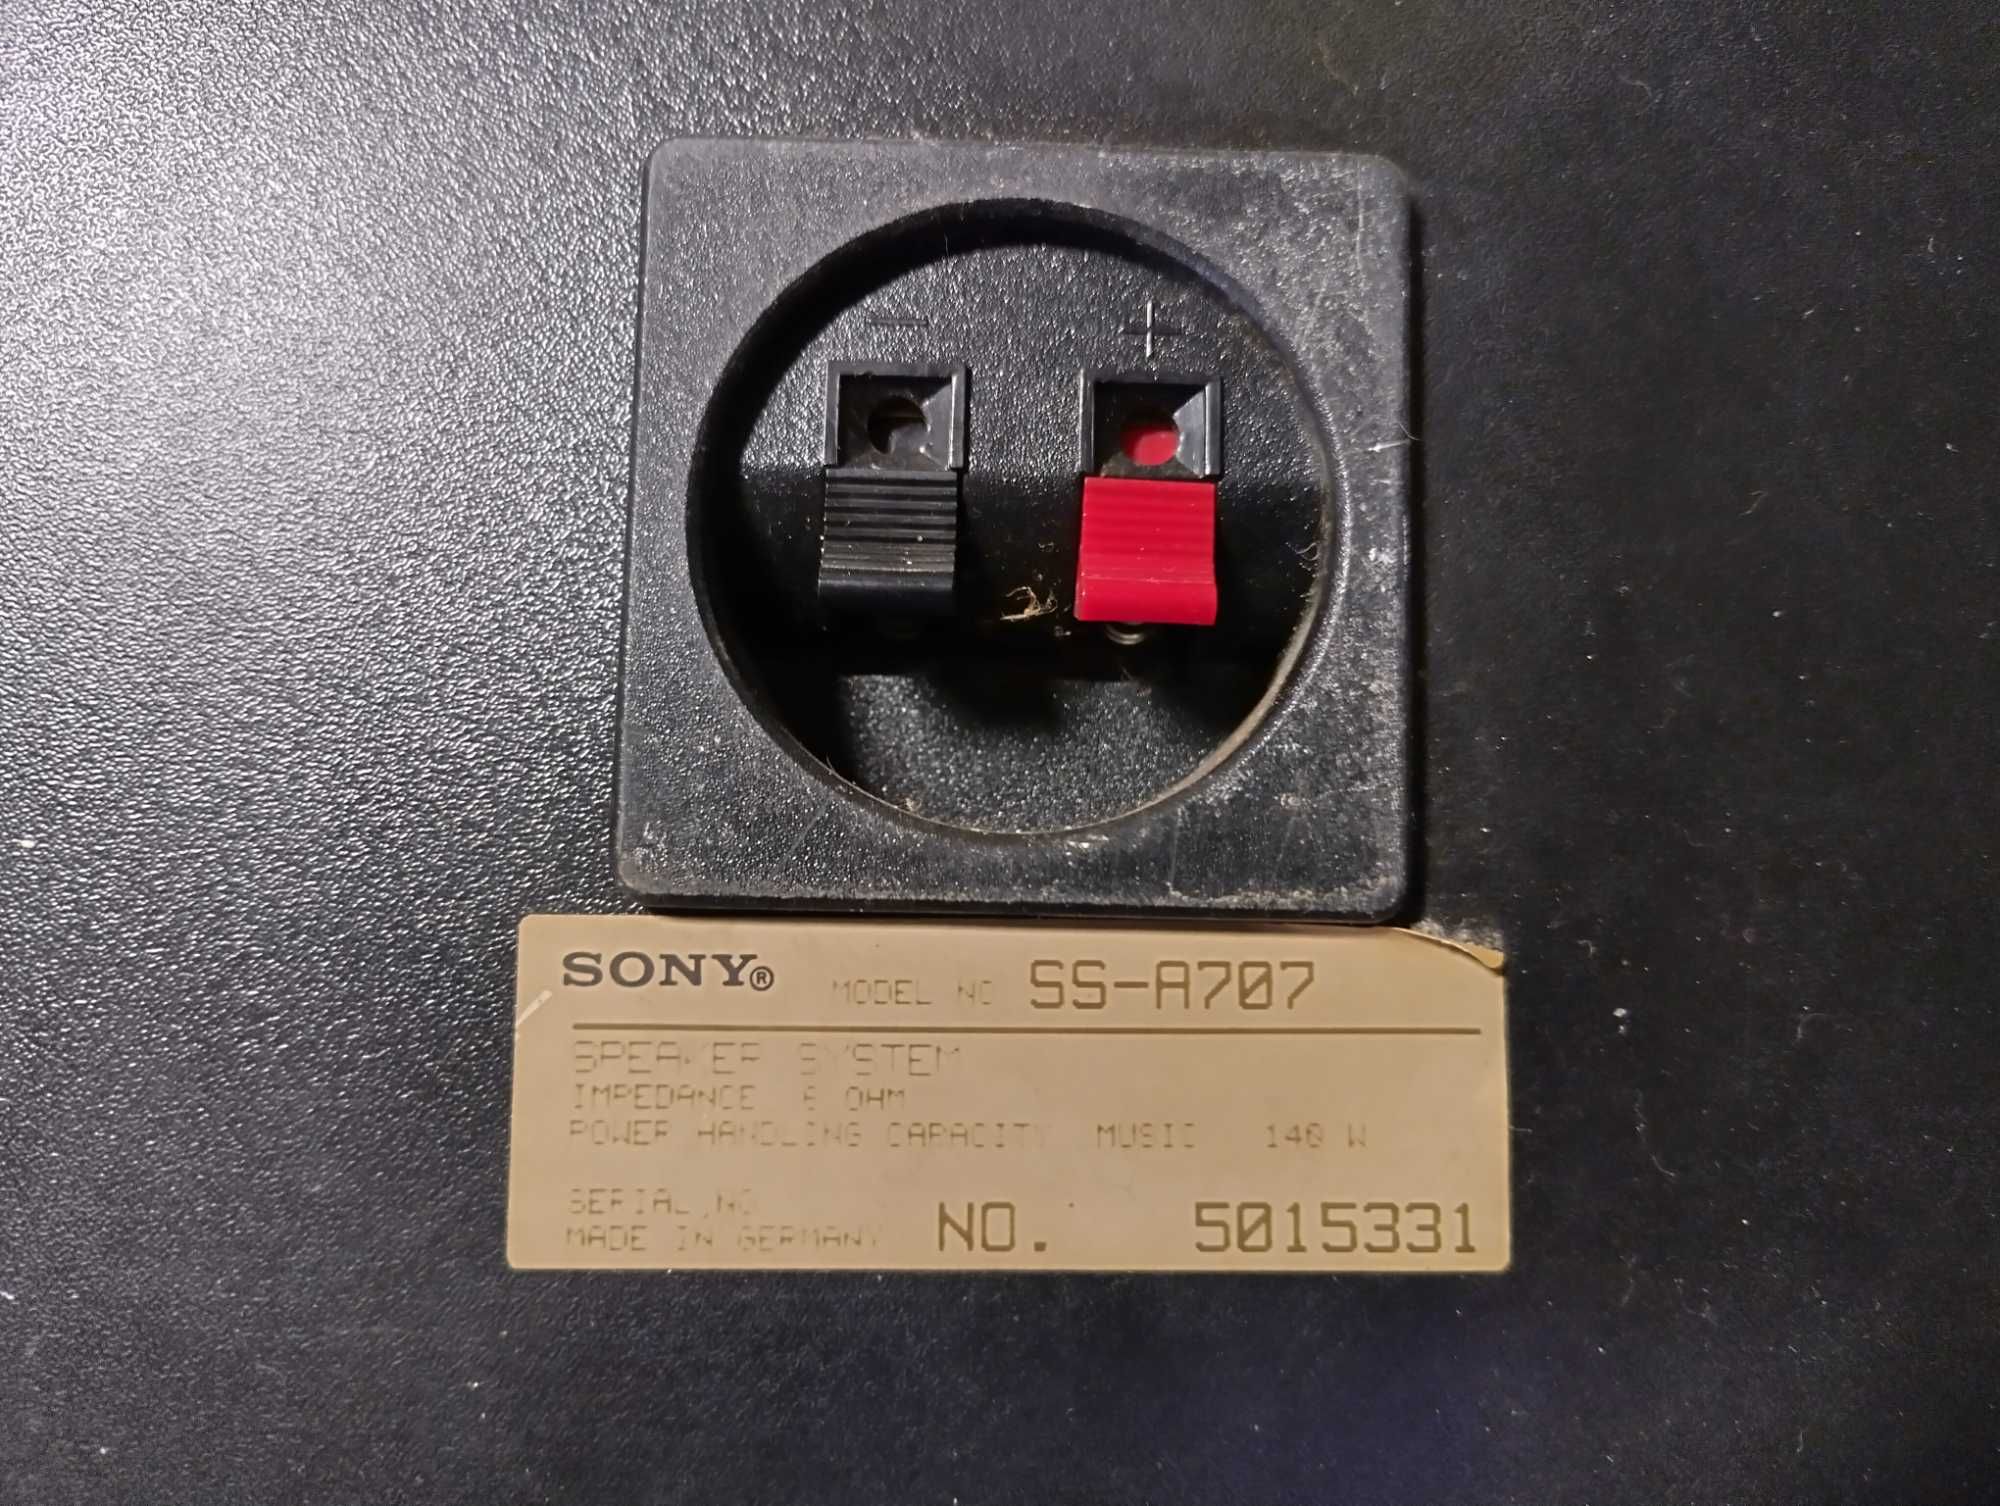 − +
SONY® MODEL NO SS-A707
SPEAKER SYSTEM
IMPEDANCE 6 OHM
POWER HANDLING CAPACITY MUSIC 140 W
SERIAL NO.
MADE IN GERMANY NO. 5015331